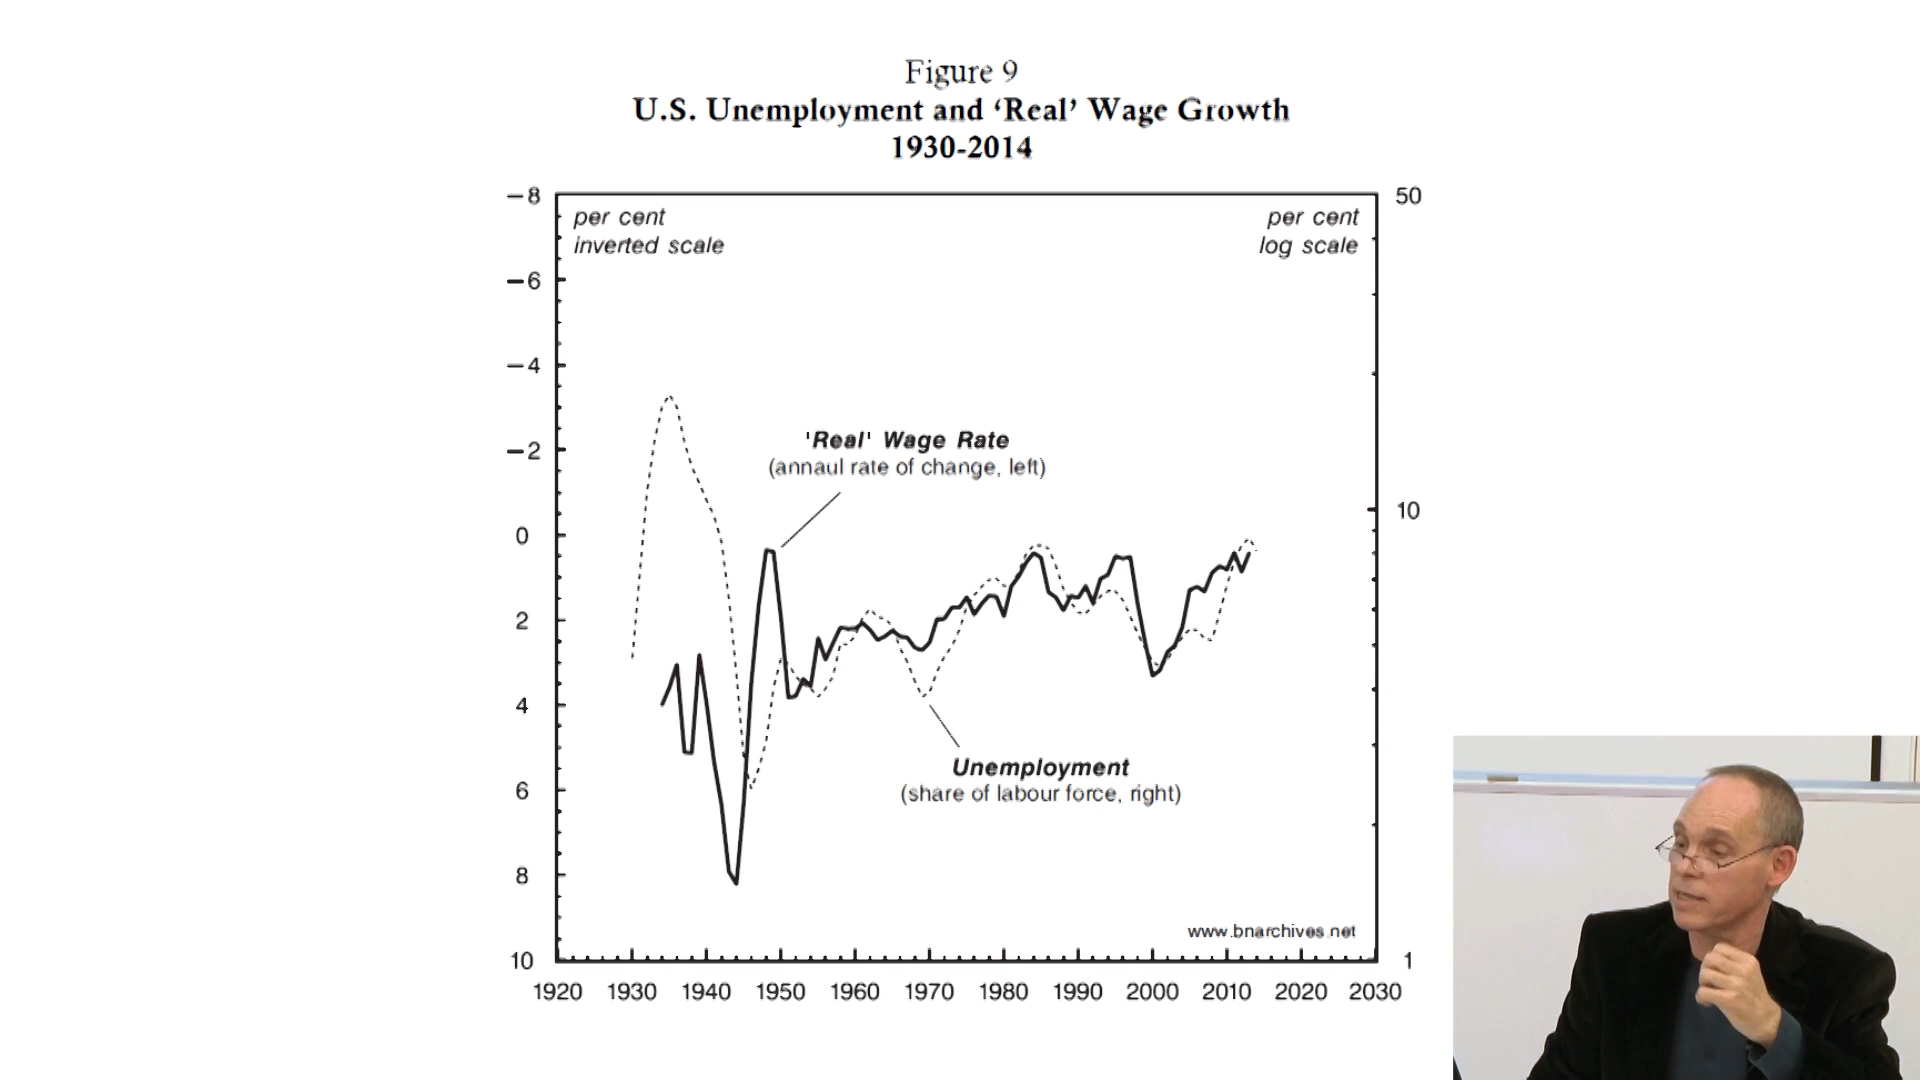 Figure 9
U.S. Unemployment and ‘Real’ Wage Growth
1930-2014
−8
−6
−4
−2
0
2
4
6
8
10
per cent
inverted scale
per cent
log scale
50
10
1
'Real' Wage Rate
(annaul rate of change, left)
Unemployment
(share of labour force, right)
www.bnarchives.net
1920 1930 1940 1950 1960 1970 1980 1990 2000 2010 2020 2030